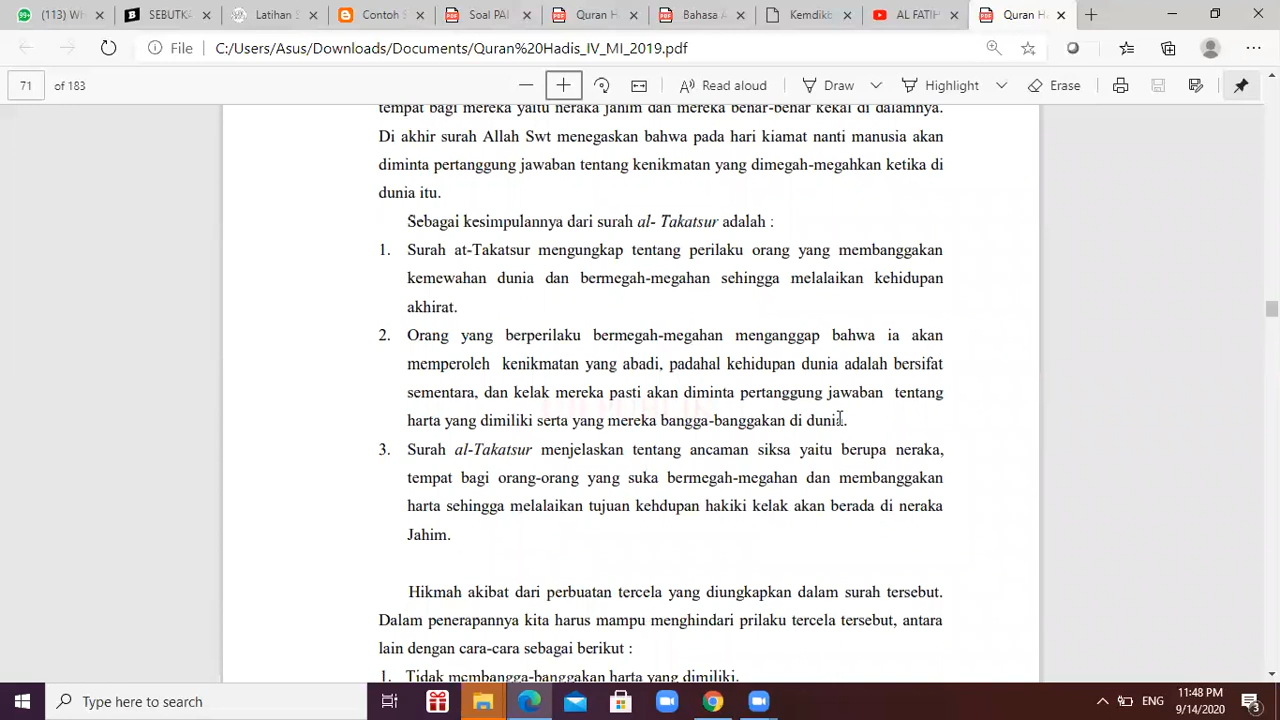 (113) W
SEBU
Latihan
Contoh S
Soal PAI
Quran H
Bahasa A
Kemdikb
AL FATIH
Quran Ha
File
C:/Users/Asus/Downloads/Documents/Quran%20Hadis_IV_MI_2019.pdf
71 of 183
Read aloud
Draw
Highlight
Erase
tempat bagi mereka yaitu neraka jahim dan mereka benar-benar kekal di dalamnya.
Di akhir surah Allah Swt menegaskan bahwa pada hari kiamat nanti manusia akan
diminta pertanggung jawaban tentang kenikmatan yang dimegah-megahkan ketika di
dunia itu.
Sebagai kesimpulannya dari surah al- Takatsur adalah :
1. Surah at-Takatsur mengungkap tentang perilaku orang yang membanggakan
kemewahan dunia dan bermegah-megahan sehingga melalaikan kehidupan
akhirat.
2. Orang yang berperilaku bermegah-megahan menganggap bahwa ia akan
memperoleh kenikmatan yang abadi, padahal kehidupan dunia adalah bersifat
sementara, dan kelak mereka pasti akan diminta pertanggung jawaban tentang
harta yang dimiliki serta yang mereka bangga-banggakan di dunia.
3. Surah al-Takatsur menjelaskan tentang ancaman siksa yaitu berupa neraka,
tempat bagi orang-orang yang suka bermegah-megahan dan membanggakan
harta sehingga melalaikan tujuan kehdupan hakiki kelak akan berada di neraka
Jahim.
Hikmah akibat dari perbuatan tercela yang diungkapkan dalam surah tersebut.
Dalam penerapannya kita harus mampu menghindari prilaku tercela tersebut, antara
lain dengan cara-cara sebagai berikut :
1. Tidak membangga-banggakan harta yang dimiliki.
Type here to search
ENG
11:48 PM
9/14/2020
3